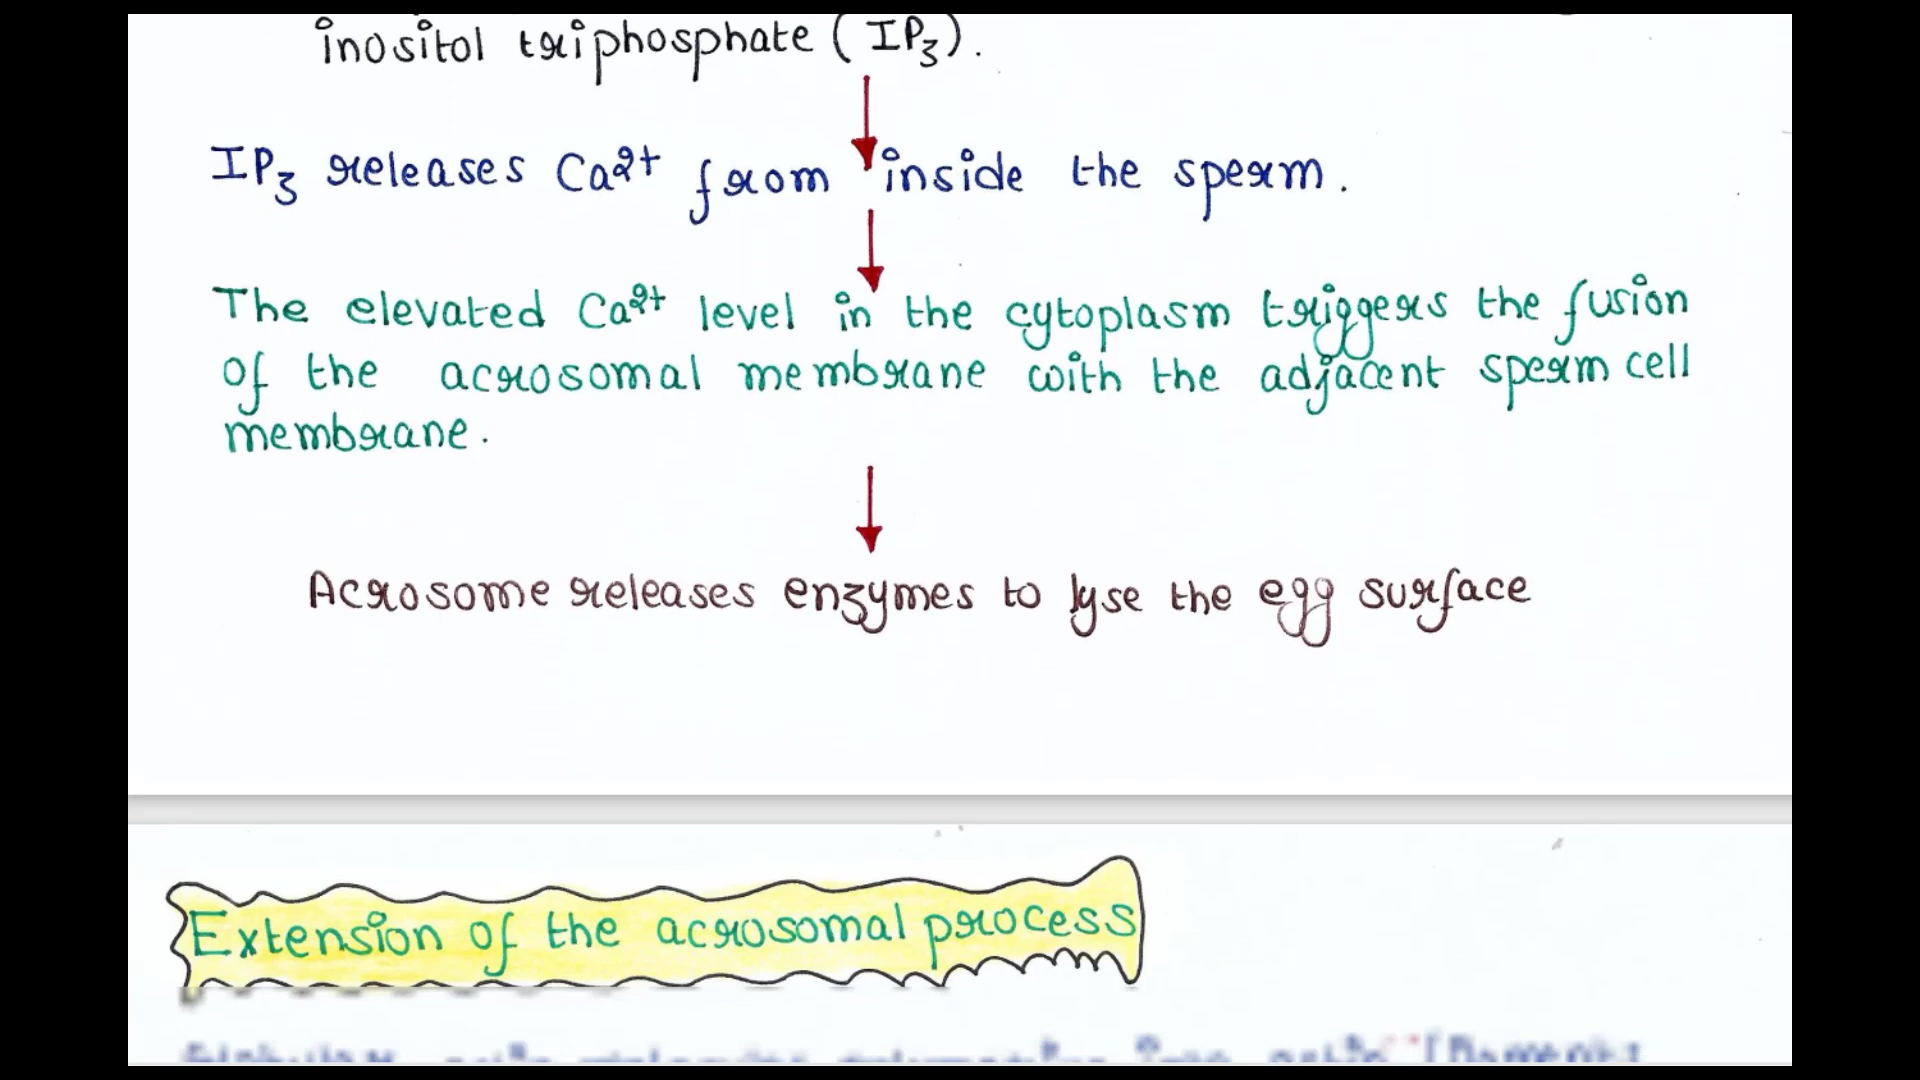 inositol triphosphate (IP₃).
IP₃ releases Ca²⁺ from inside the sperm.
The elevated Ca²⁺ level in the cytoplasm triggers the fusion
of the acrosomal membrane with the adjacent sperm cell
membrane.
Acrosome releases enzymes to lyse the egg surface
Extension of the acrosomal process